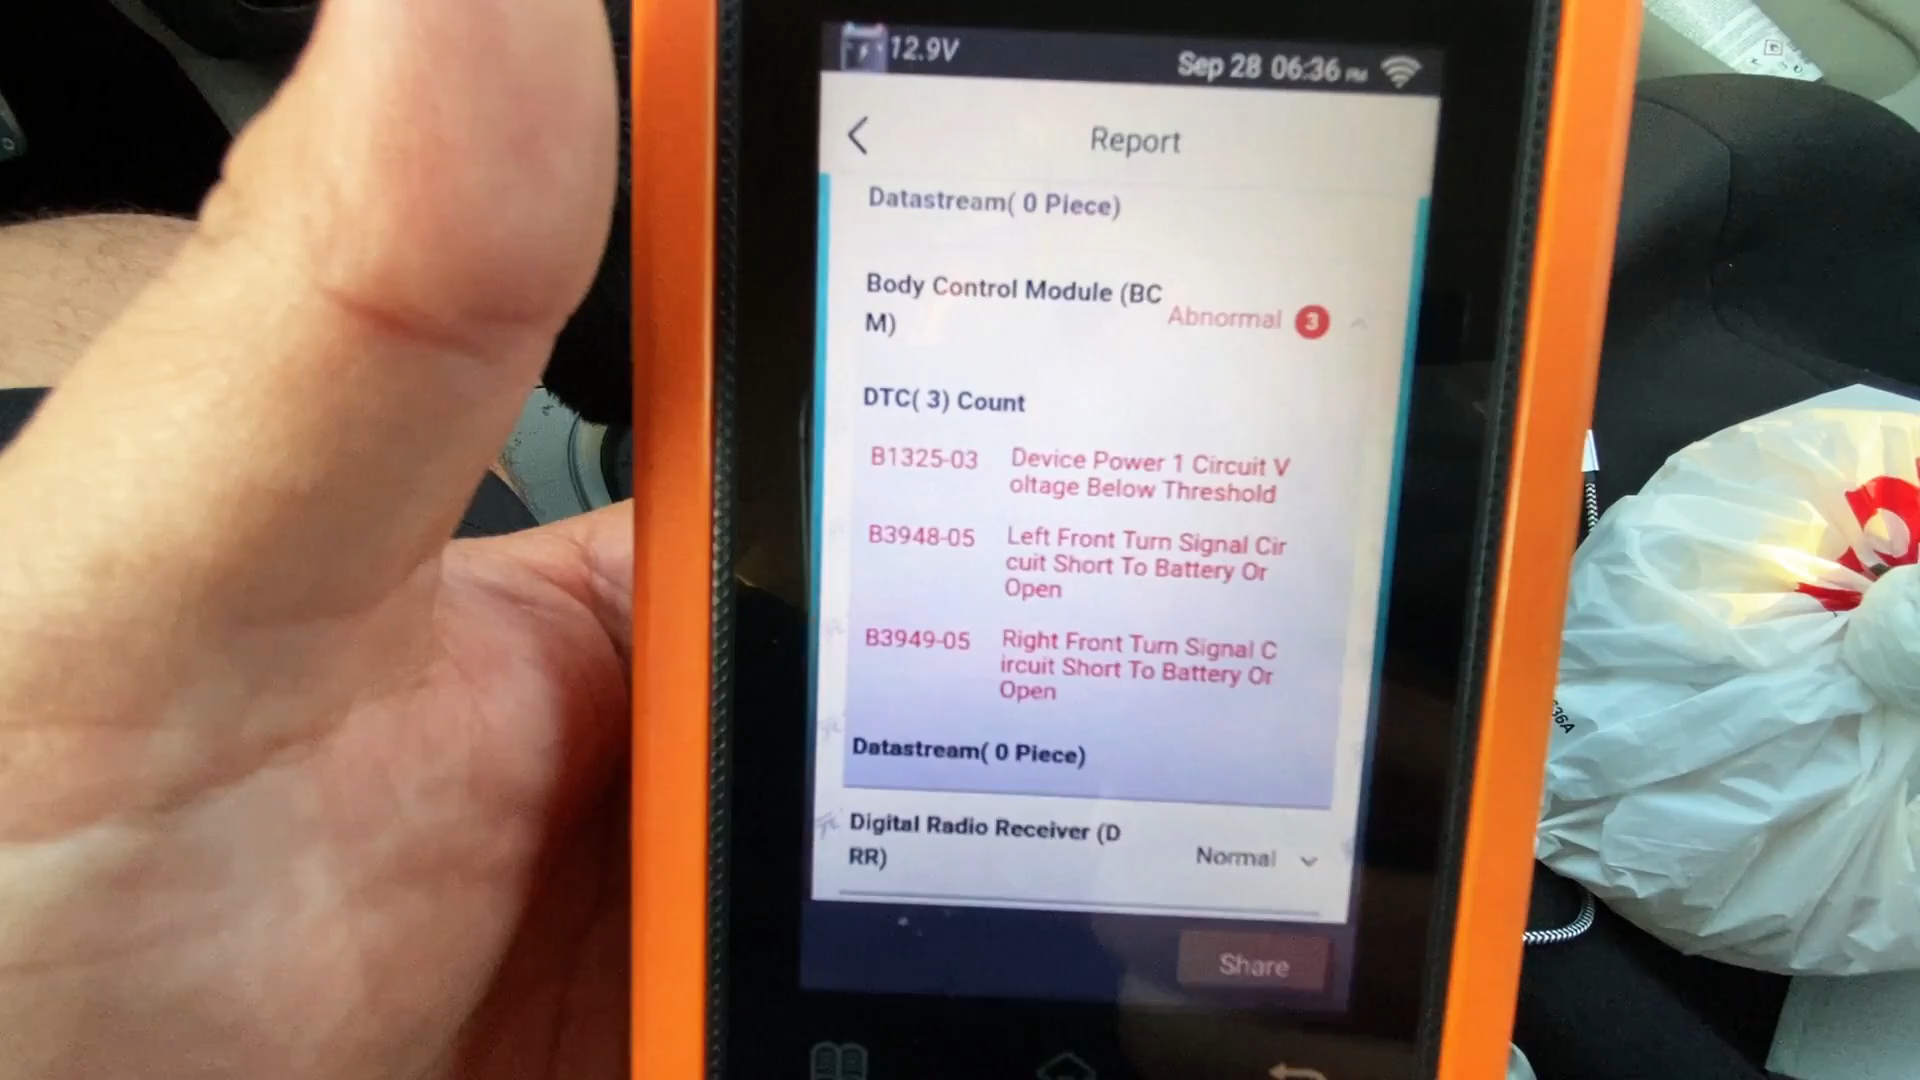 12.9V
Sep 28 06:36 PM
Report
Datastream( 0 Piece)
Body Control Module (BC
M)
Abnormal 3
DTC( 3) Count
B1325-03 Device Power 1 Circuit V
oltage Below Threshold
B3948-05 Left Front Turn Signal Cir
cuit Short To Battery Or
Open
B3949-05 Right Front Turn Signal C
ircuit Short To Battery Or
Open
Datastream( 0 Piece)
Digital Radio Receiver (D
RR)
Normal
Share
36A